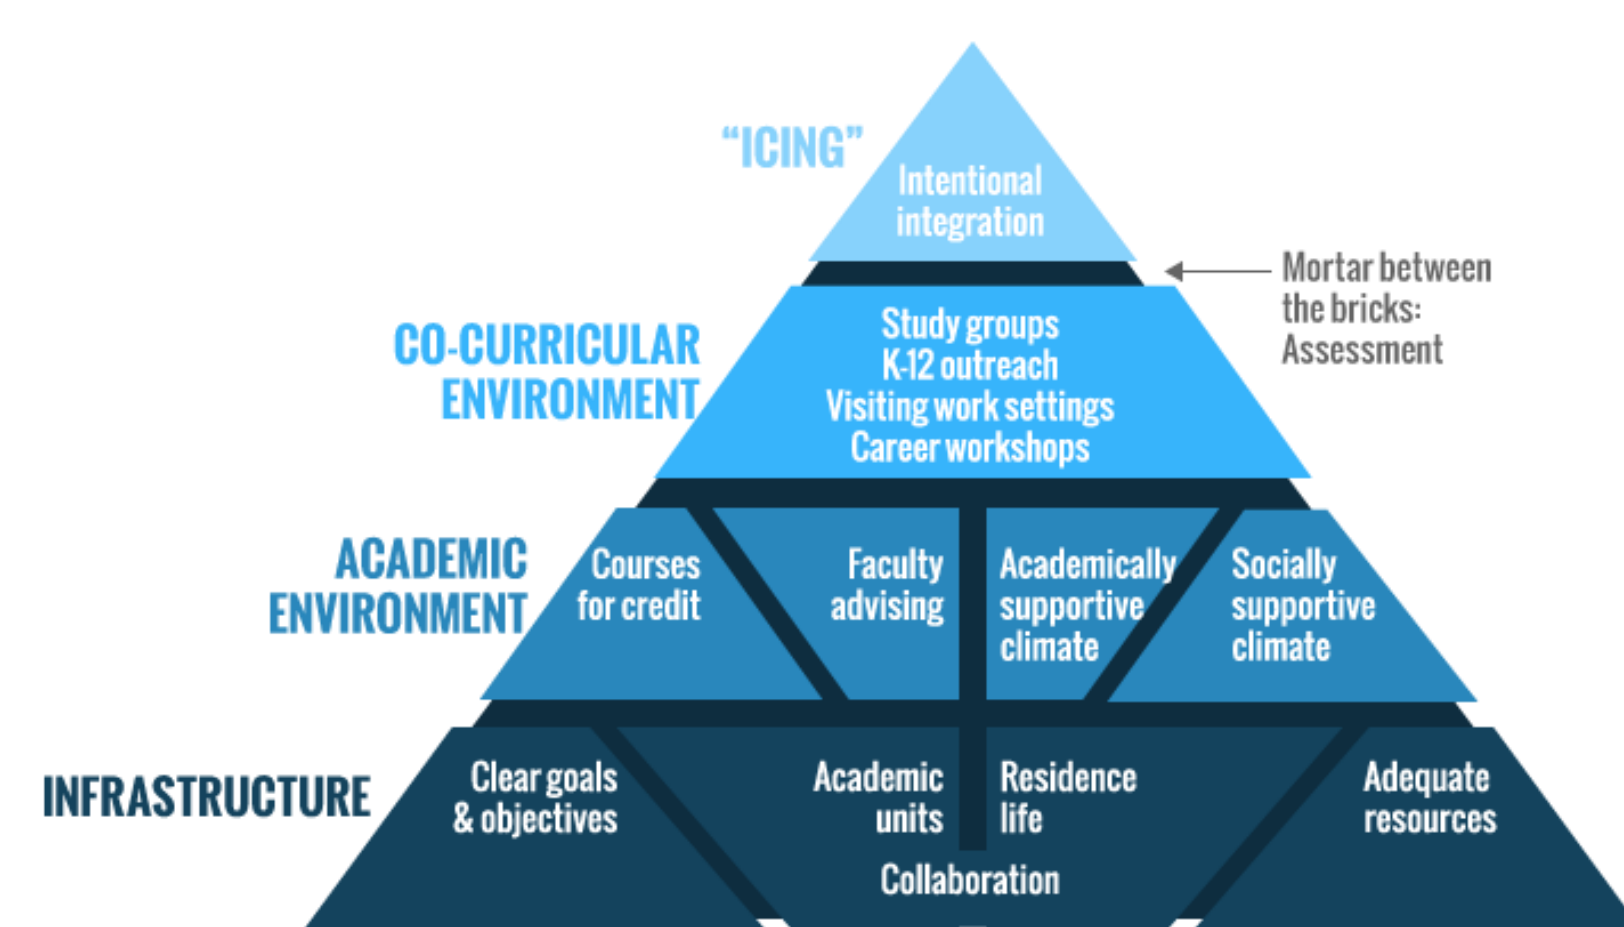 “ICING”
Intentional
integration
Mortar between
the bricks:
Assessment
CO-CURRICULAR
ENVIRONMENT
Study groups
K-12 outreach
Visiting work settings
Career workshops
ACADEMIC
ENVIRONMENT
Courses
for credit
Faculty
advising
Academically
supportive
climate
Socially
supportive
climate
INFRASTRUCTURE
Clear goals
& objectives
Academic
units
Residence
life
Collaboration
Adequate
resources